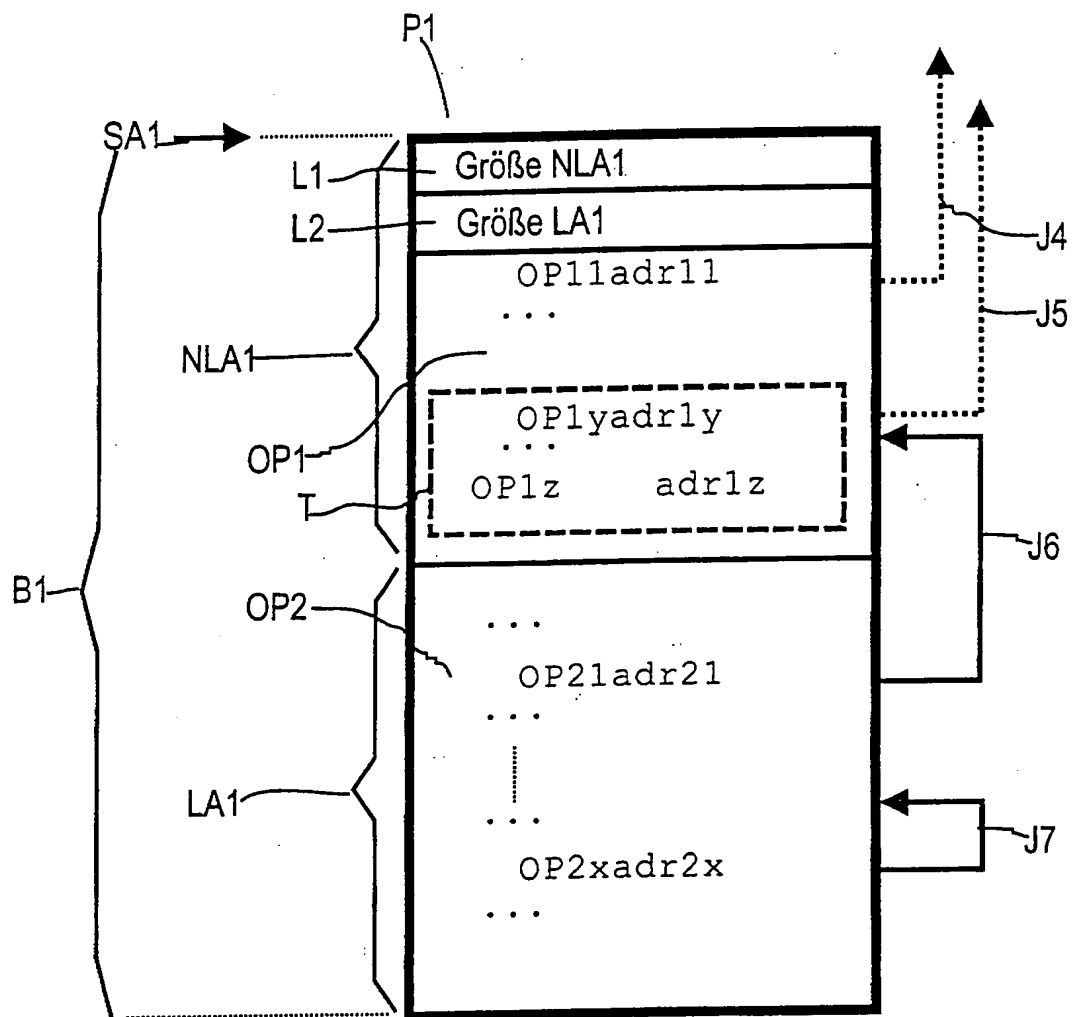 P1
SA1
L1
Größe NLA1
L2
Größe LA1
J4
OP11adr11
...
J5
NLA1
OP1yadr1y
...
OP1
OP1z adr1z
T
J6
B1
OP2
...
OP21adr21
...
LA1
...
J7
OP2xadr2x
...